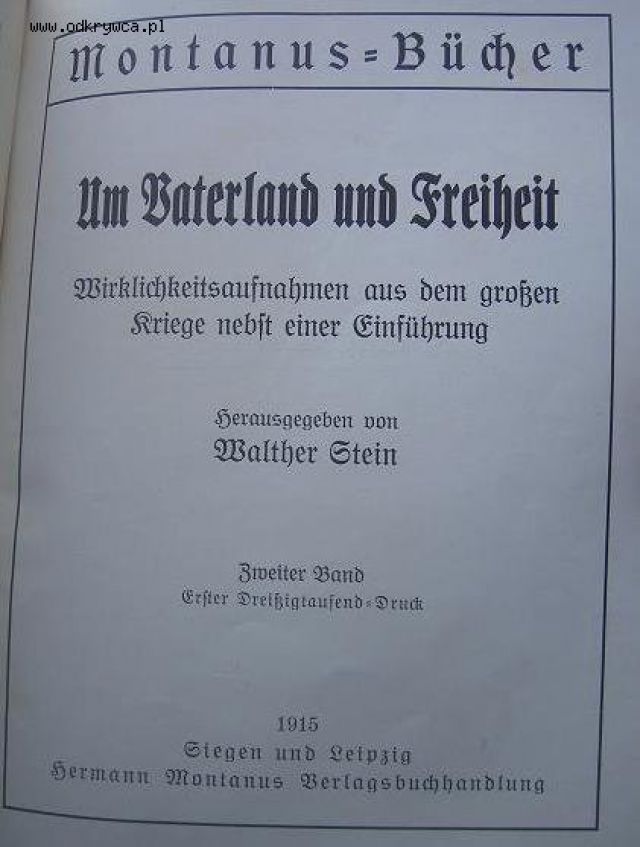 www.odkrywca.pl
Montanus=Bücher
Um Vaterland und Freiheit
Wirklichkeitsaufnahmen aus dem großen
Kriege nebst einer Einführung
Herausgegeben von
Walther Stein
Zweiter Band
Erster Dreißigtausend=Druck
1915
Siegen und Leipzig
Hermann Montanus Verlagsbuchhandlung